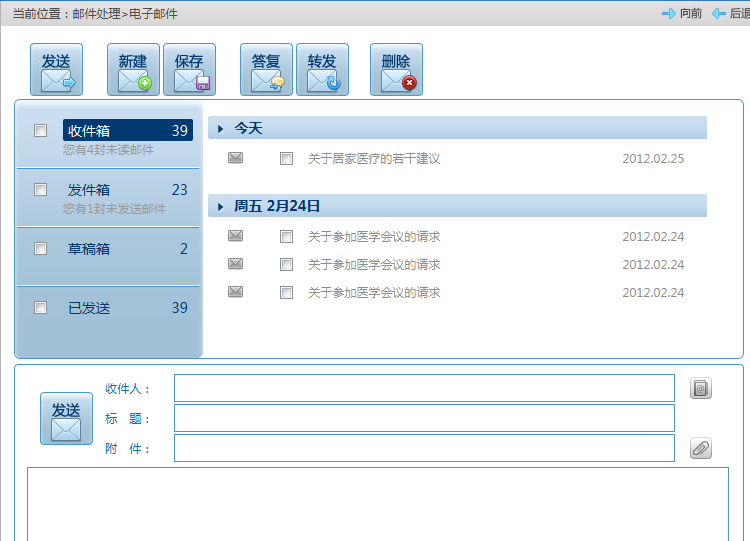 当前位置：邮件处理>电子邮件 向前 后退
发送 新建 保存 答复 转发 删除
收件箱 39
您有4封未读邮件
发件箱 23
您有1封未发送邮件
草稿箱 2
已发送 39
今天
关于居家医疗的若干建议 2012.02.25
周五 2月24日
关于参加医学会议的请求 2012.02.24
关于参加医学会议的请求 2012.02.24
关于参加医学会议的请求 2012.02.24
发送
收件人：
标 题：
附 件：